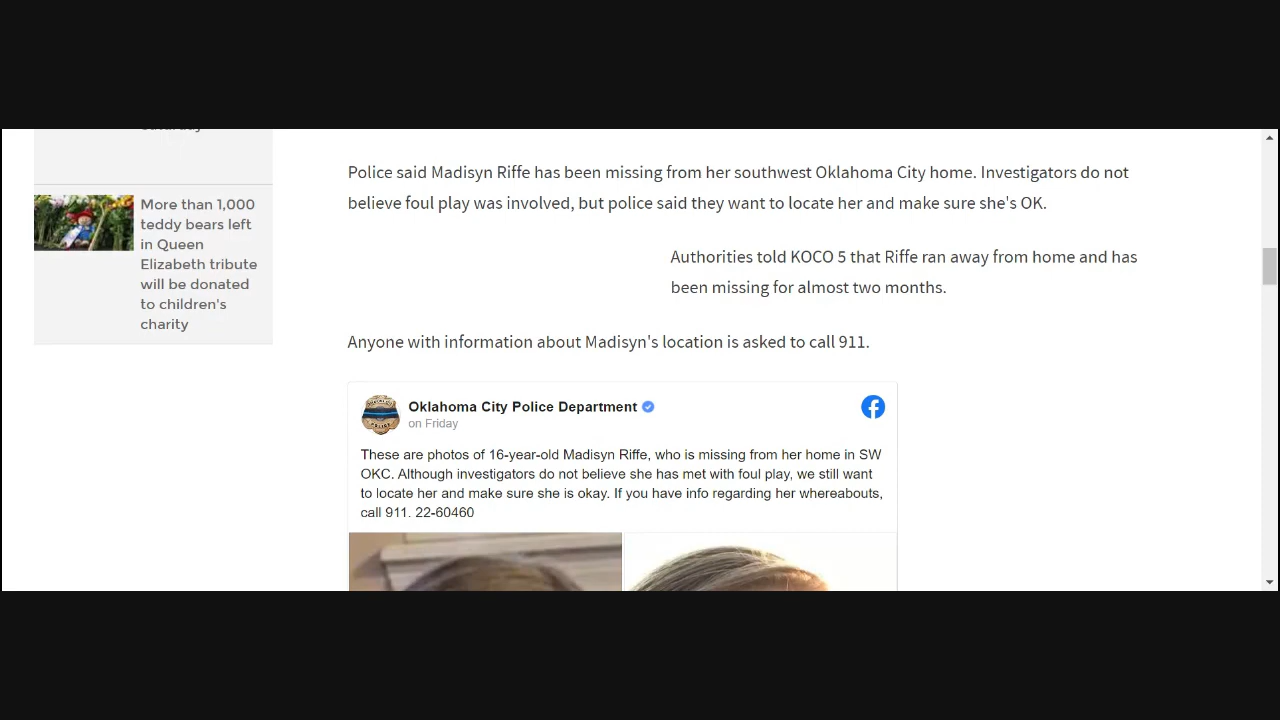 More than 1,000
teddy bears left
in Queen
Elizabeth tribute
will be donated
to children's
charity
Police said Madisyn Riffe has been missing from her southwest Oklahoma City home. Investigators do not
believe foul play was involved, but police said they want to locate her and make sure she's OK.
Authorities told KOCO 5 that Riffe ran away from home and has
been missing for almost two months.
Anyone with information about Madisyn's location is asked to call 911.
Oklahoma City Police Department
on Friday
These are photos of 16-year-old Madisyn Riffe, who is missing from her home in SW
OKC. Although investigators do not believe she has met with foul play, we still want
to locate her and make sure she is okay. If you have info regarding her whereabouts,
call 911. 22-60460